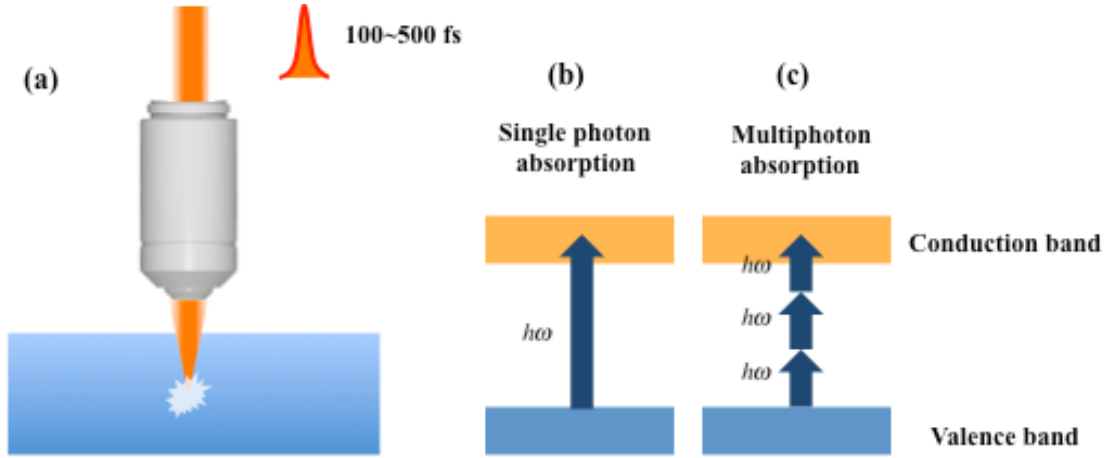 100~500 fs
(a)
(b)
(c)
Single photon
absorption
Multiphoton
absorption
Conduction band
hω
hω
hω
hω
Valence band